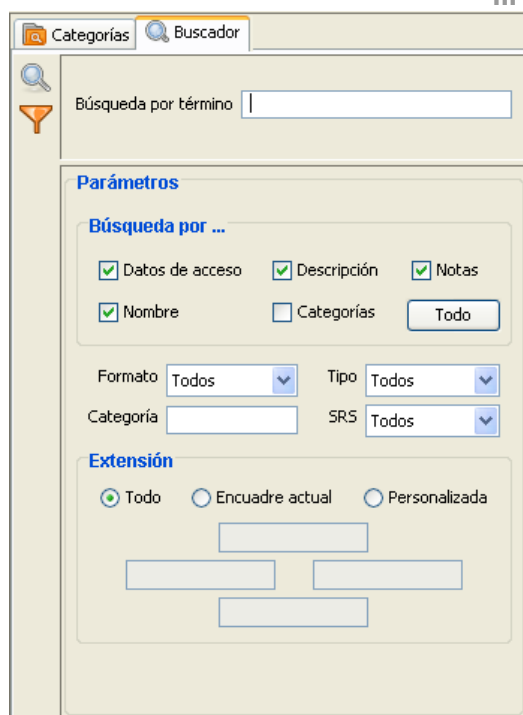 Categorías Buscador
Búsqueda por término
Parámetros
Búsqueda por ...
Datos de acceso Descripción Notas
Nombre Categorías Todo
Formato Todos Tipo Todos
Categoría SRS Todos
Extensión
Todo Encuadre actual Personalizada